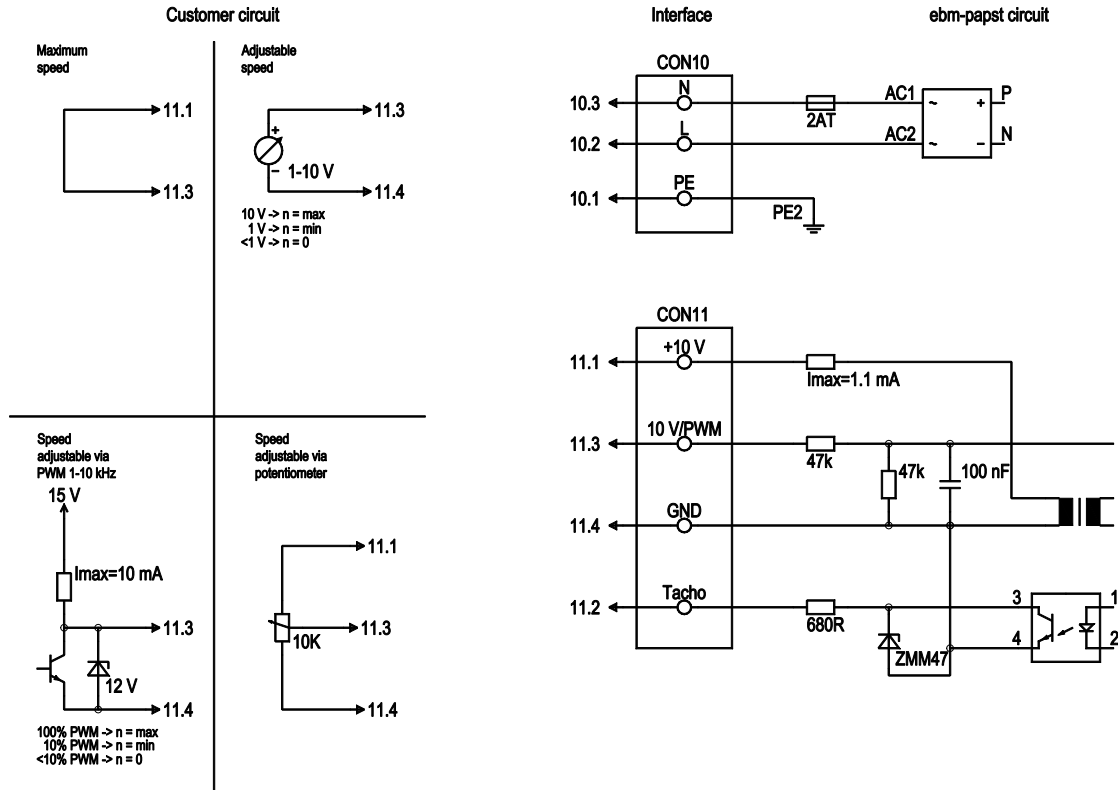 Customer circuit
Interface
ebm-papst circuit
Maximum
speed
11.1
11.3
Adjustable
speed
11.3
+
1-10 V
−
11.4
10 V -> n = max
1 V -> n = min
<1 V -> n = 0
CON10
10.3
N
2AT
AC1
~
+
P
10.2
L
AC2
~
−
N
10.1
PE
PE2
CON11
11.1
+10 V
Imax=1.1 mA
11.3
10 V/PWM
47k
47k
100 nF
11.4
GND
11.2
Tacho
680R
ZMM47
3
4
1
2
Speed
adjustable via
PWM 1-10 kHz
15 V
Imax=10 mA
11.3
12 V
11.4
100% PWM -> n = max
10% PWM -> n = min
<10% PWM -> n = 0
Speed
adjustable via
potentiometer
11.1
11.3
10K
11.4